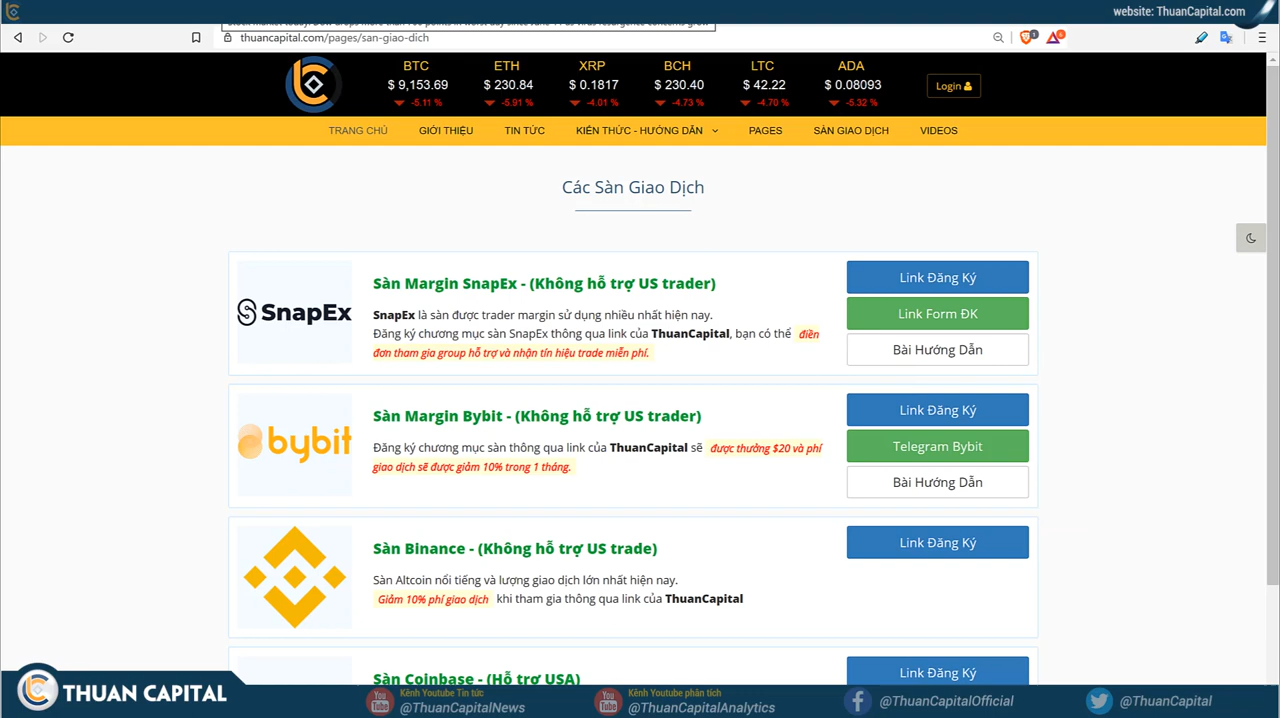 website: ThuanCapital.com
thuancapital.com/pages/san-giao-dich
BTC
$ 9,153.69
-5.11 %
ETH
$ 230.84
-5.91 %
XRP
$ 0.1817
-4.01 %
BCH
$ 230.40
-4.73 %
LTC
$ 42.22
-4.70 %
ADA
$ 0.08093
-5.32 %
Login
TRANG CHỦ GIỚI THIỆU TIN TỨC KIẾN THỨC - HƯỚNG DẪN PAGES SÀN GIAO DỊCH VIDEOS
Các Sàn Giao Dịch
SnapEx
Sàn Margin SnapEx - (Không hỗ trợ US trader)
SnapEx là sàn được trader margin sử dụng nhiều nhất hiện nay.
Đăng ký chương mục sàn SnapEx thông qua link của ThuanCapital, bạn có thể điền
đơn tham gia group hỗ trợ và nhận tín hiệu trade miễn phí.
Link Đăng Ký
Link Form ĐK
Bài Hướng Dẫn
bybit
Sàn Margin Bybit - (Không hỗ trợ US trader)
Đăng ký chương mục sàn thông qua link của ThuanCapital sẽ được thưởng $20 và phí
giao dịch sẽ được giảm 10% trong 1 tháng.
Link Đăng Ký
Telegram Bybit
Bài Hướng Dẫn
Sàn Binance - (Không hỗ trợ US trade)
Sàn Altcoin nổi tiếng và lượng giao dịch lớn nhất hiện nay.
Giảm 10% phí giao dịch khi tham gia thông qua link của ThuanCapital
Link Đăng Ký
Sàn Coinbase - (Hỗ trợ USA)
Link Đăng Ký
THUAN CAPITAL
You Tube
Kênh Youtube Tin tức
@ThuanCapitalNews
You Tube
Kênh Youtube phân tích
@ThuanCapitalAnalytics
@ThuanCapitalOfficial
@ThuanCapital